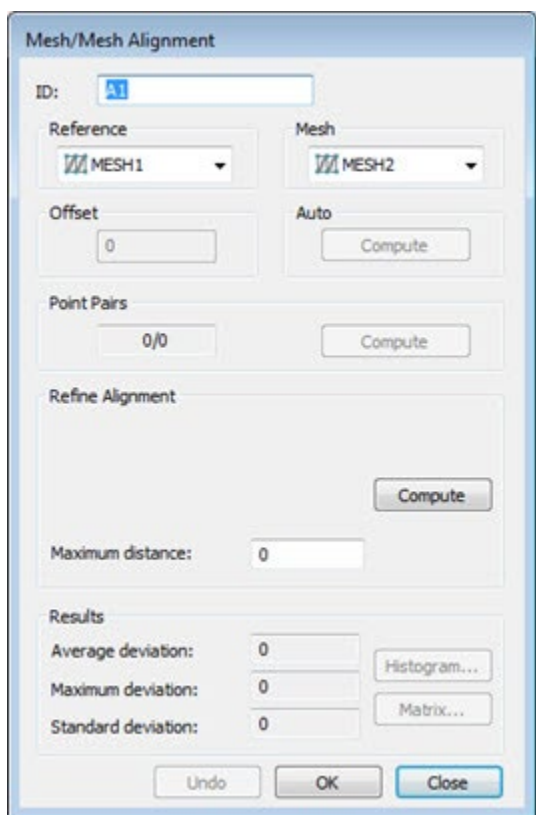 Mesh/Mesh Alignment
ID: A1
Reference Mesh
MESH1 MESH2
Offset Auto
0 Compute
Point Pairs
0/0 Compute
Refine Alignment
Compute
Maximum distance: 0
Results
Average deviation: 0
Histogram...
Maximum deviation: 0
Matrix...
Standard deviation: 0
Undo OK Close